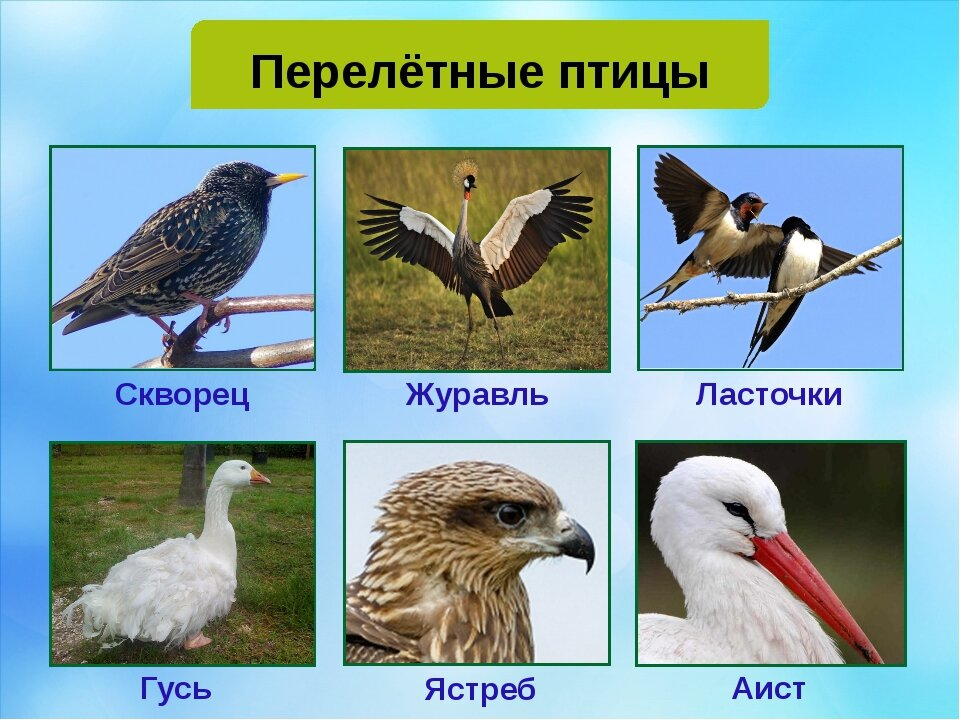 Перелётные птицы
Скворец
Журавль
Ласточки
Гусь
Ястреб
Аист